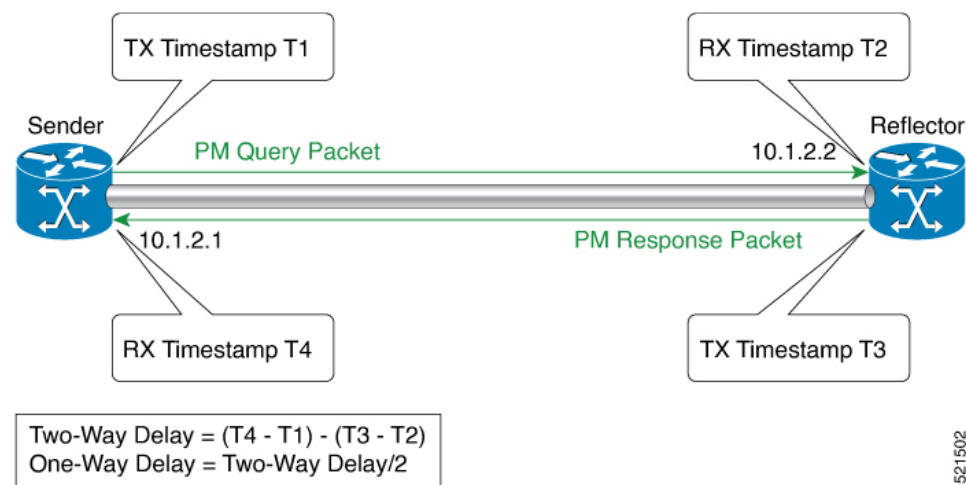 TX Timestamp T1
RX Timestamp T2
Sender
Reflector
PM Query Packet
10.1.2.2
10.1.2.1
PM Response Packet
RX Timestamp T4
TX Timestamp T3
Two-Way Delay = (T4 - T1) - (T3 - T2)
One-Way Delay = Two-Way Delay/2
521502